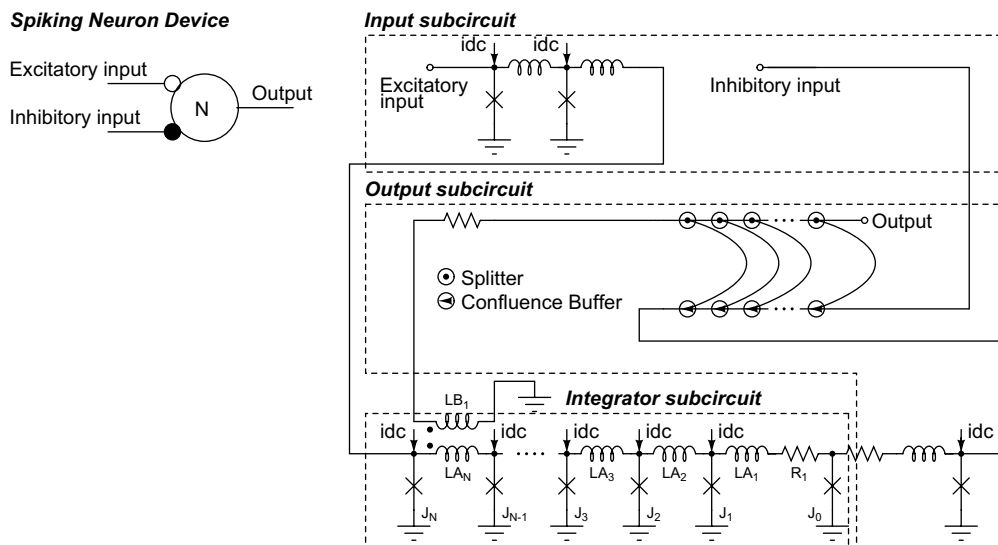 Spiking Neuron Device
Excitatory input
Inhibitory input
N
Output
Input subcircuit
idc idc
Excitatory
input
Inhibitory input
Output subcircuit
Output
Splitter
Confluence Buffer
Integrator subcircuit
LB1
idc idc idc idc idc idc
LAN LA3 LA2 LA1 R1
JN JN-1 J3 J2 J1 J0